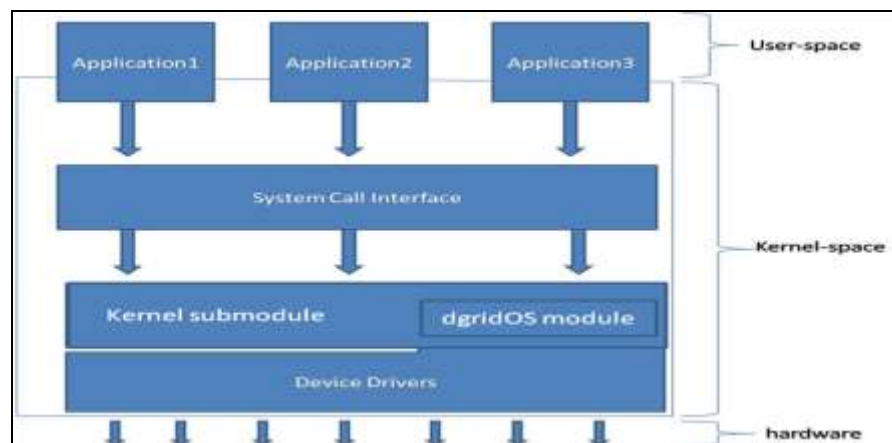 User-space
Application1
Application2
Application3
System Call Interface
Kernel-space
Kernel submodule
dgridOS module
Device Drivers
hardware